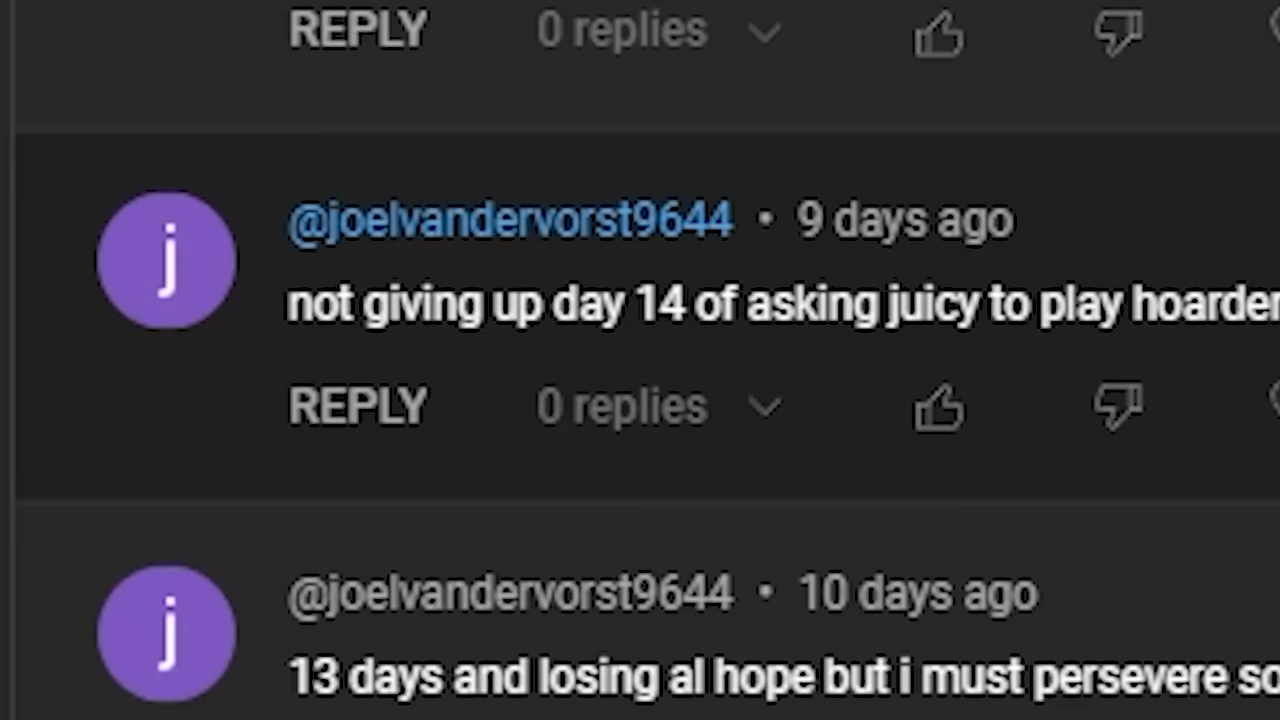 REPLY 0 replies
j
@joelvandervorst9644 • 9 days ago
not giving up day 14 of asking juicy to play hoarder
REPLY 0 replies
j
@joelvandervorst9644 • 10 days ago
13 days and losing al hope but i must persevere so